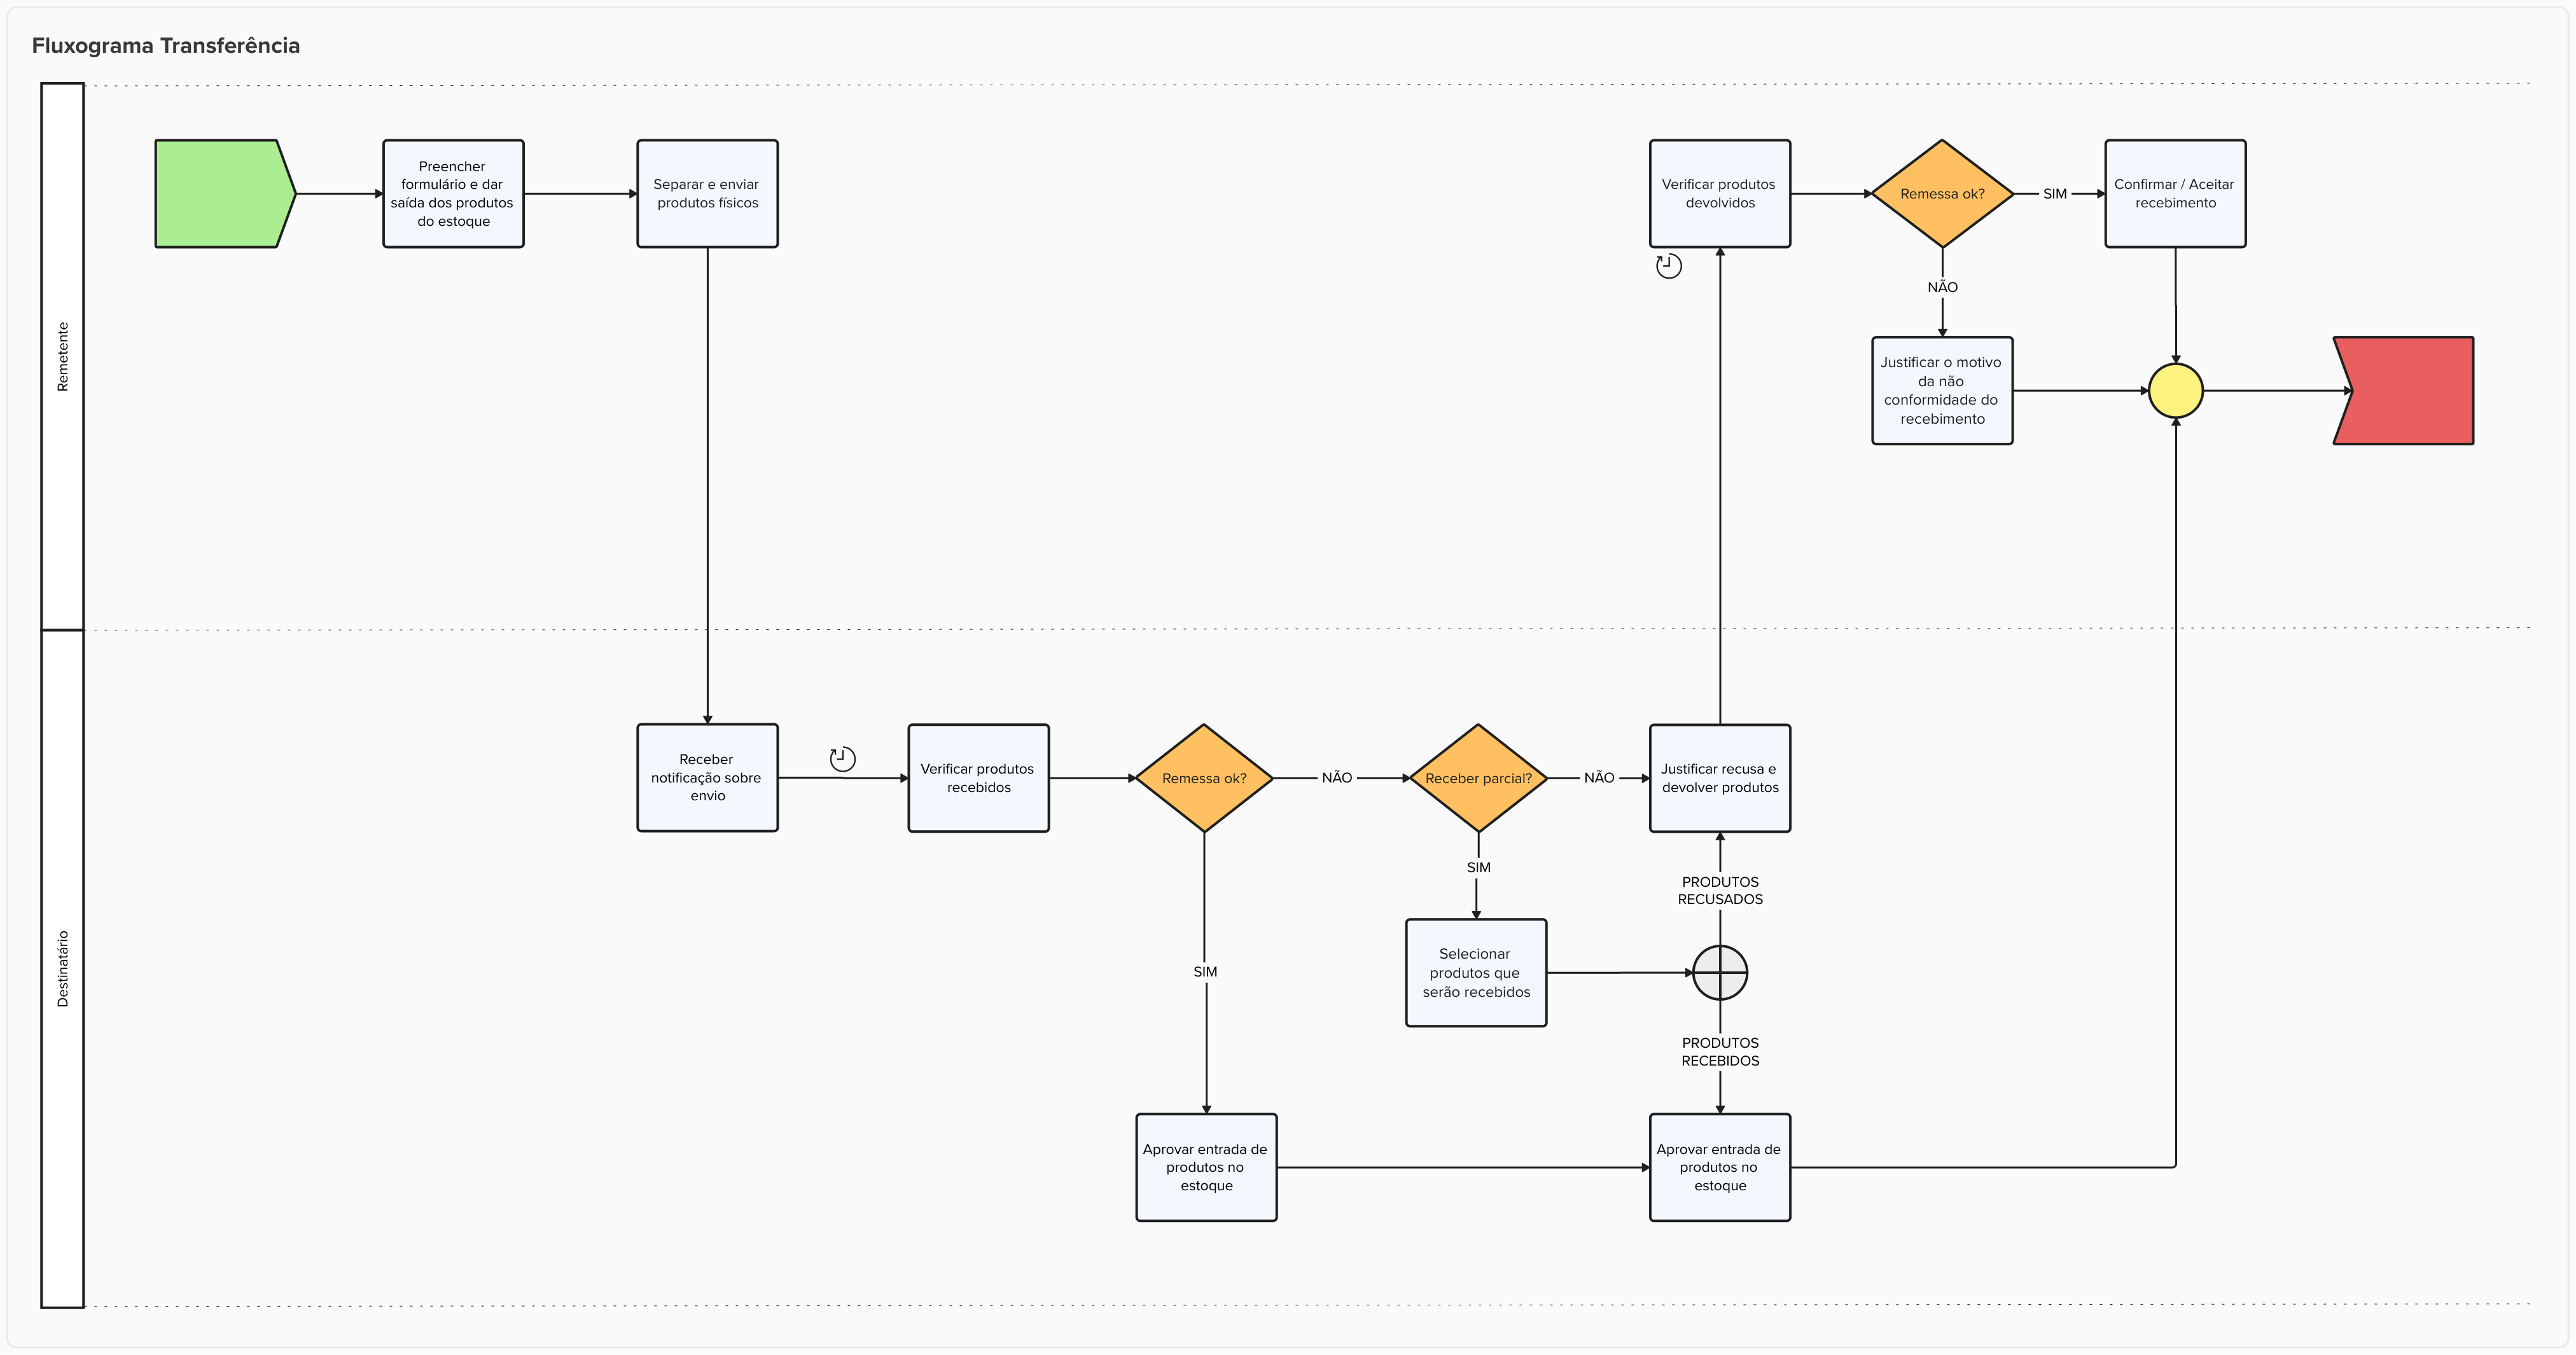 Fluxograma Transferência
Remetente
Preencher
formulário e dar
saída dos produtos
do estoque
Separar e enviar
produtos físicos
Verificar produtos
devolvidos
Remessa ok?
SIM
Confirmar / Aceitar
recebimento
NÃO
Justificar o motivo
da não
conformidade do
recebimento
Destinatário
Receber
notificação sobre
envio
Verificar produtos
recebidos
Remessa ok?
NÃO
Receber parcial?
NÃO
Justificar recusa e
devolver produtos
SIM
PRODUTOS
RECUSADOS
SIM
Selecionar
produtos que
serão recebidos
PRODUTOS
RECEBIDOS
Aprovar entrada de
produtos no
estoque
Aprovar entrada de
produtos no
estoque